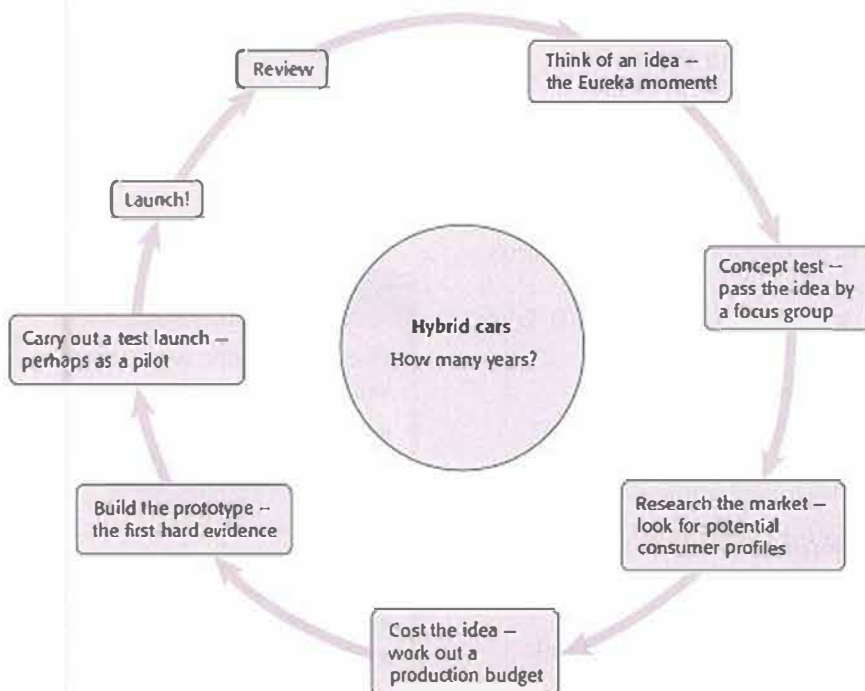 Review
Think of an idea –
the Eureka moment!
Launch!
Concept test –
pass the idea by
a focus group
Hybrid cars
How many years?
Carry out a test launch –
perhaps as a pilot
Research the market –
look for potential
consumer profiles
Build the prototype –
the first hard evidence
Cost the idea –
work out a
production budget